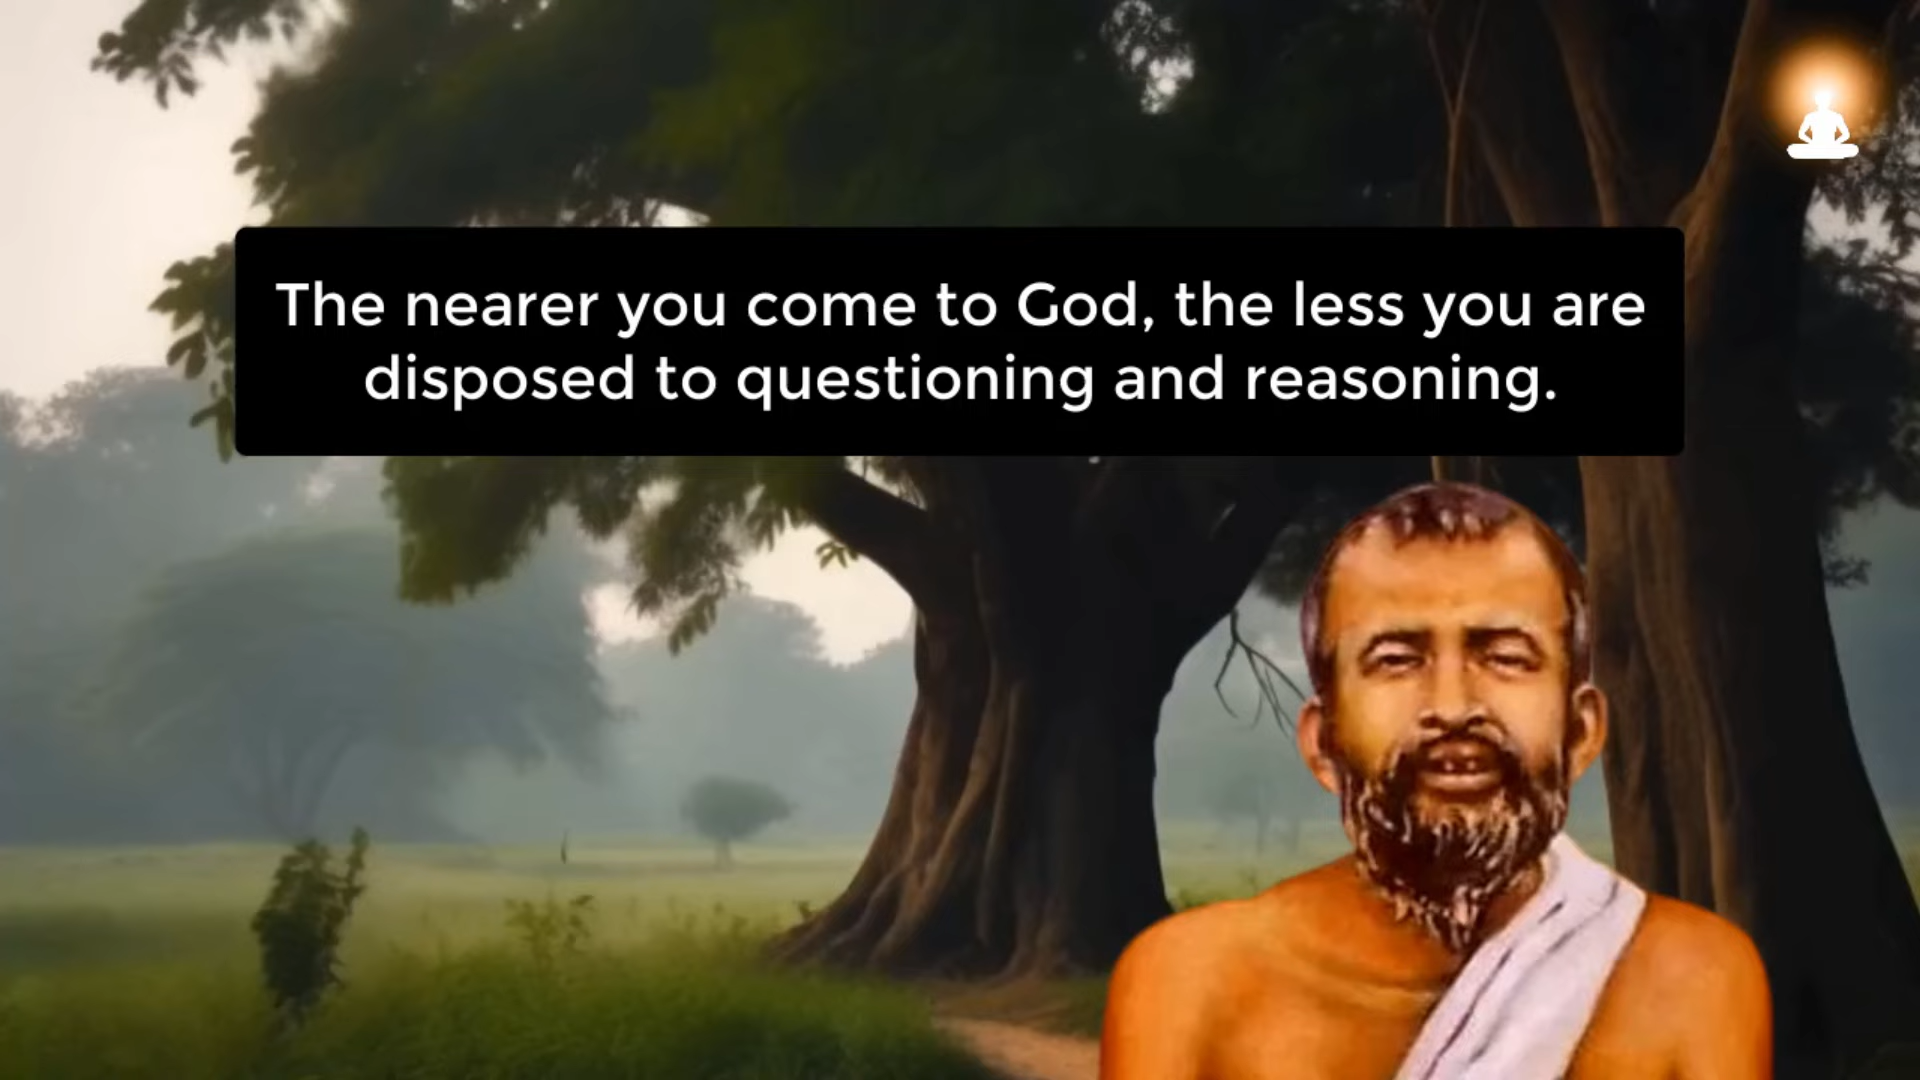 The nearer you come to God, the less you are
disposed to questioning and reasoning.